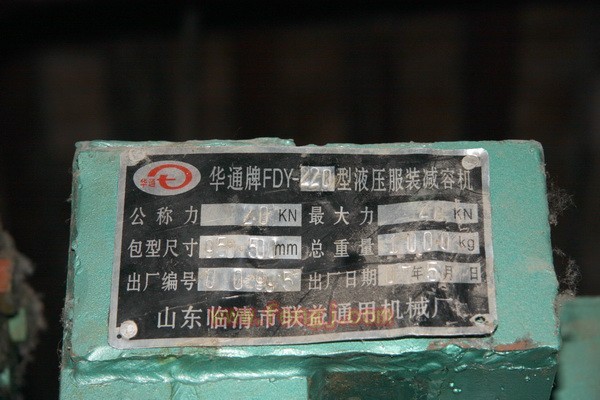 华通
华通牌FDY-220型液压服装减容机
公称力 KN 最大力 KN
包型尺寸 mm 总重量 000kg
出厂编号 出厂日期 年5月 日
山东临清市联益通用机械厂